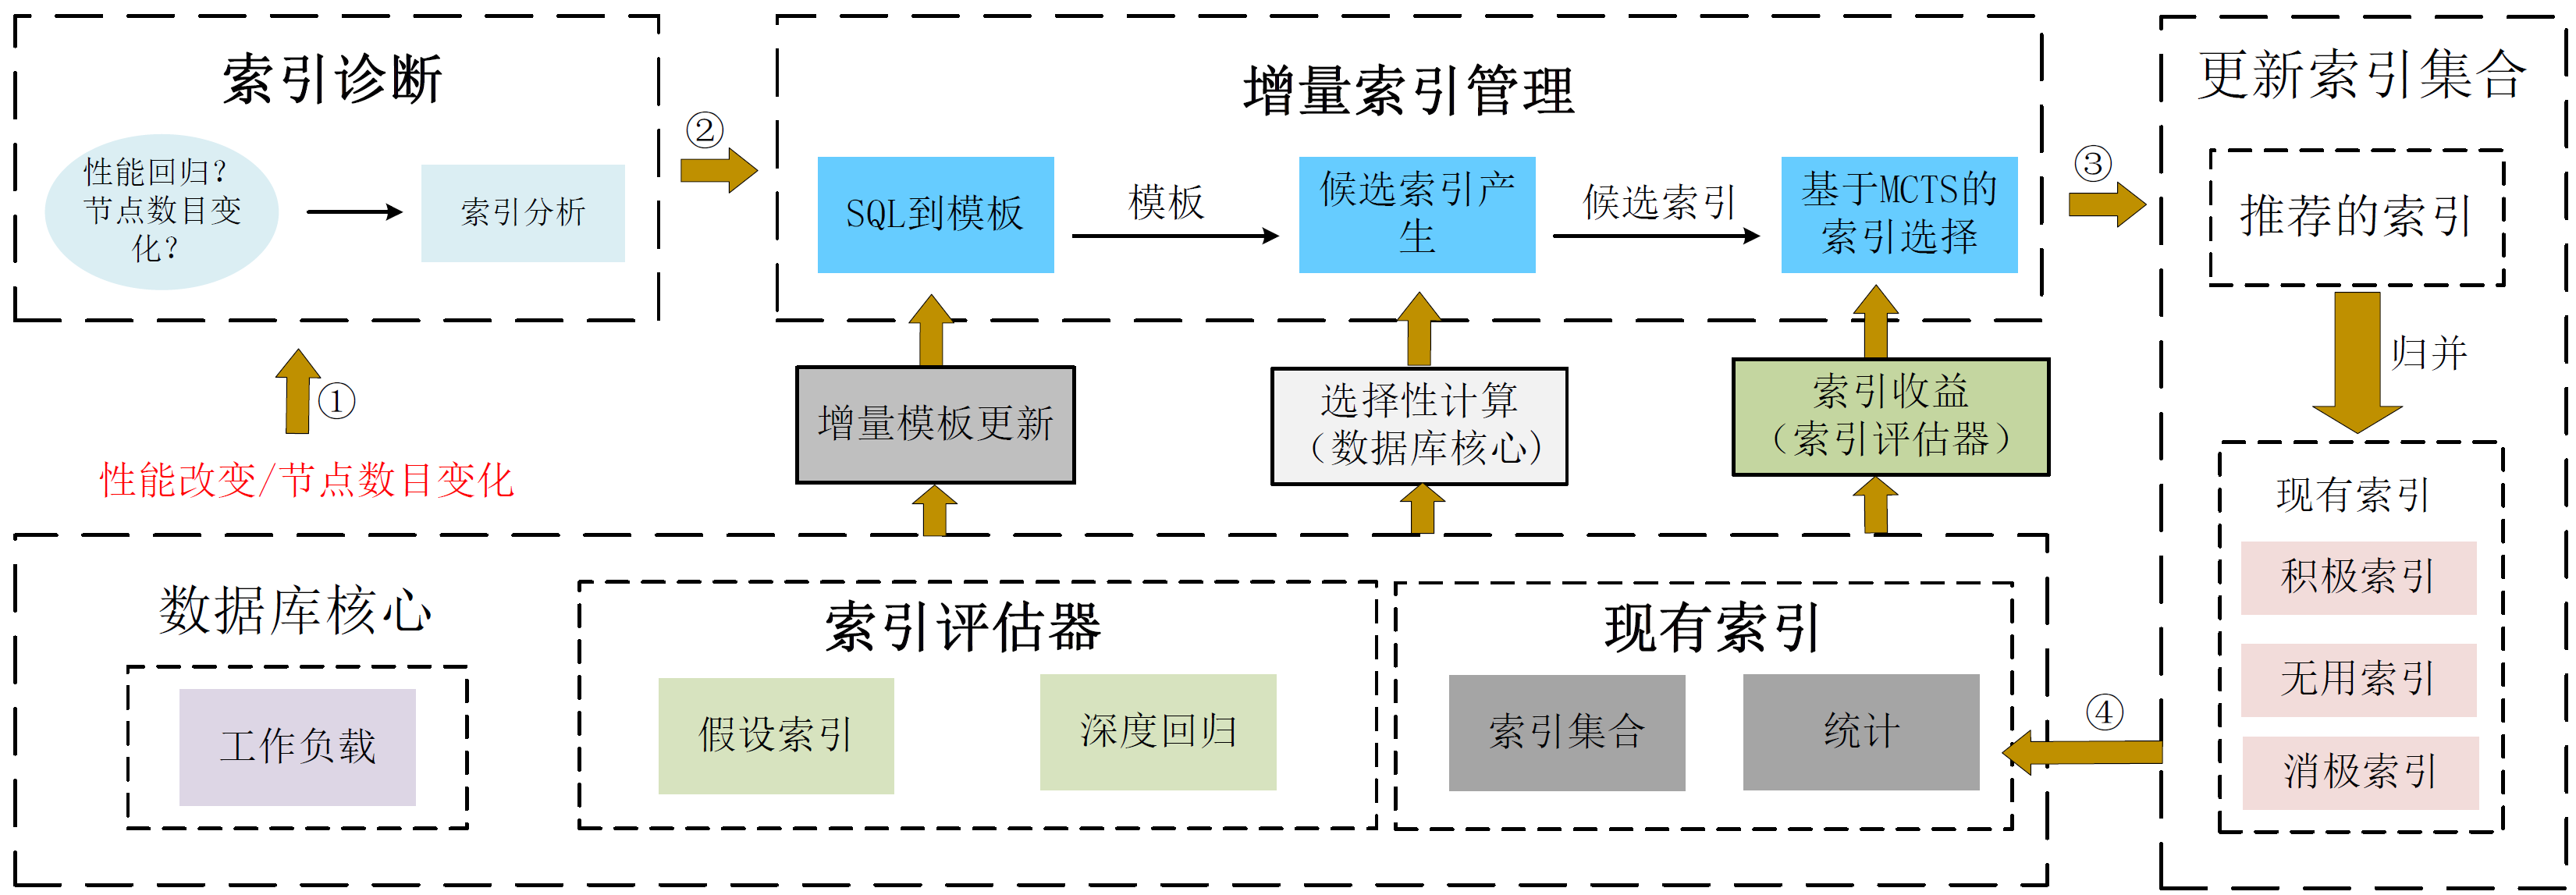 索引诊断
性能回归?
节点数目变
化?
索引分析
①
性能改变/节点数目变化
②
增量索引管理
SQL到模板
模板
候选索引产
生
候选索引
基于MCTS的
索引选择
增量模板更新
选择性计算
（数据库核心)
索引收益
（索引评估器）
③
更新索引集合
推荐的索引
归并
现有索引
积极索引
无用索引
消极索引
④
数据库核心
工作负载
索引评估器
假设索引
深度回归
现有索引
索引集合
统计